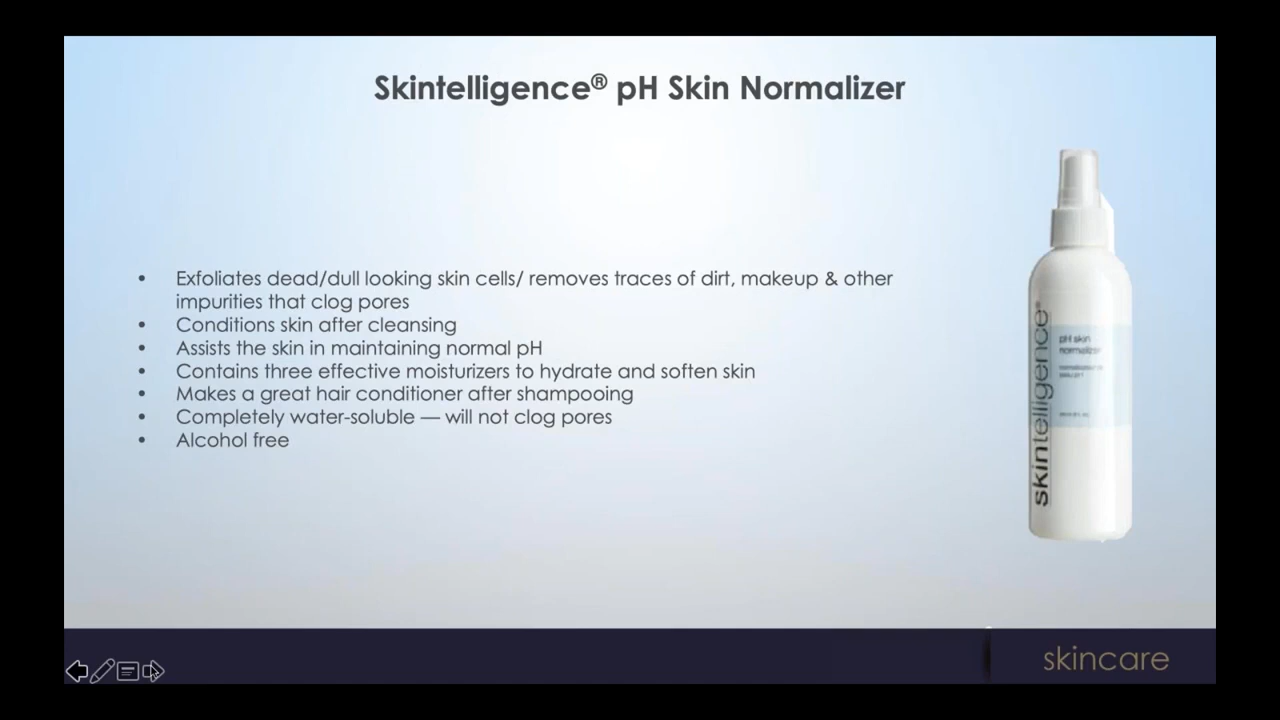 Skintelligence® pH Skin Normalizer
• Exfoliates dead/dull looking skin cells/ removes traces of dirt, makeup & other
impurities that clog pores
• Conditions skin after cleansing
• Assists the skin in maintaining normal pH
• Contains three effective moisturizers to hydrate and soften skin
• Makes a great hair conditioner after shampooing
• Completely water-soluble — will not clog pores
• Alcohol free
skintelligence®
pH skin
normalizer
skincare